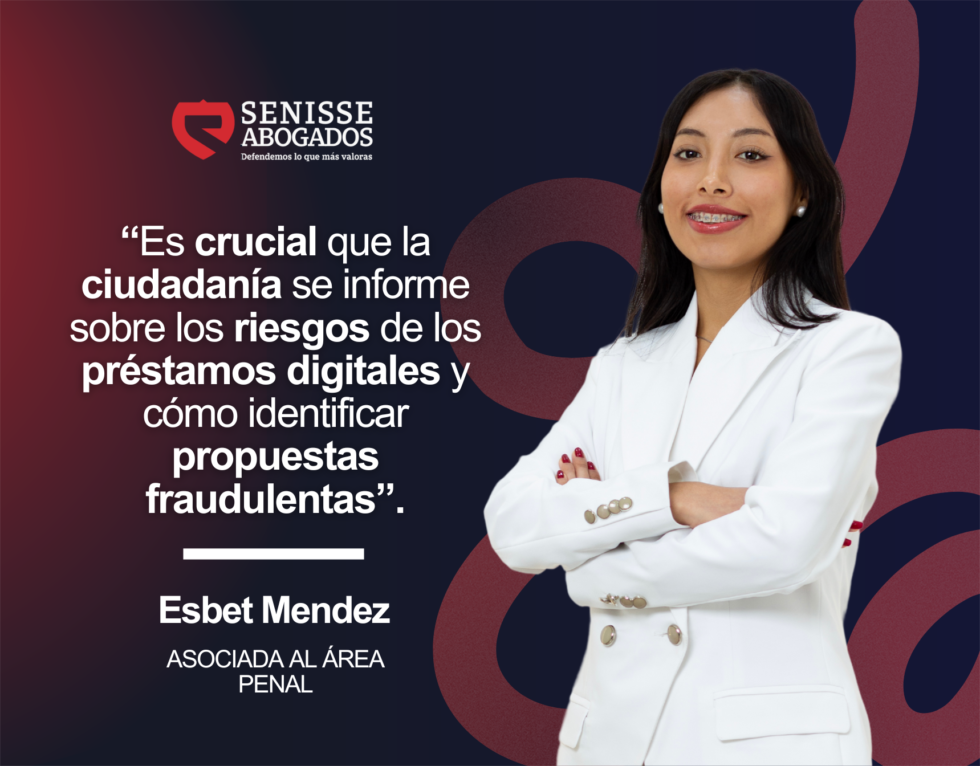 SENISSE
ABOGADOS
Defendemos lo que más valoras
“Es crucial que la
ciudadanía se informe
sobre los riesgos de los
préstamos digitales y
cómo identificar
propuestas
fraudulentas”.
Esbet Mendez
ASOCIADA AL ÁREA
PENAL